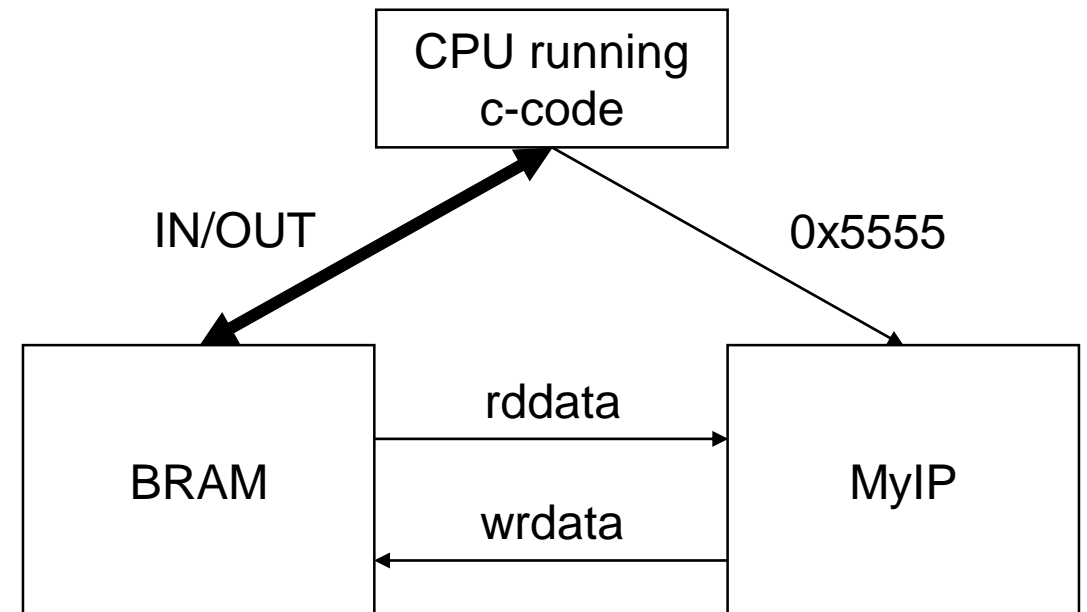 CPU running
c-code
IN/OUT
0x5555
rddata
BRAM
MyIP
wrdata